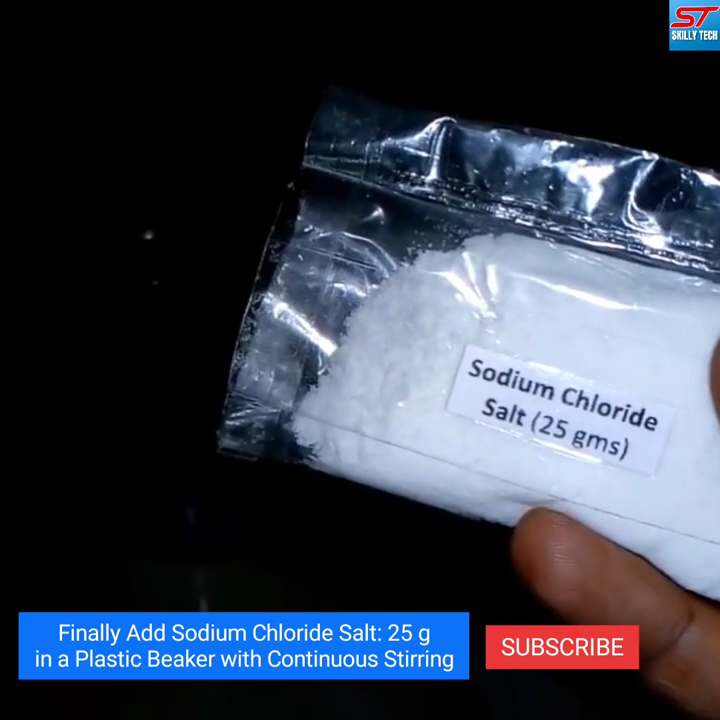 ST
SKILLY TECH
Sodium Chloride
Salt (25 gms)
Finally Add Sodium Chloride Salt: 25 g
in a Plastic Beaker with Continuous Stirring
SUBSCRIBE